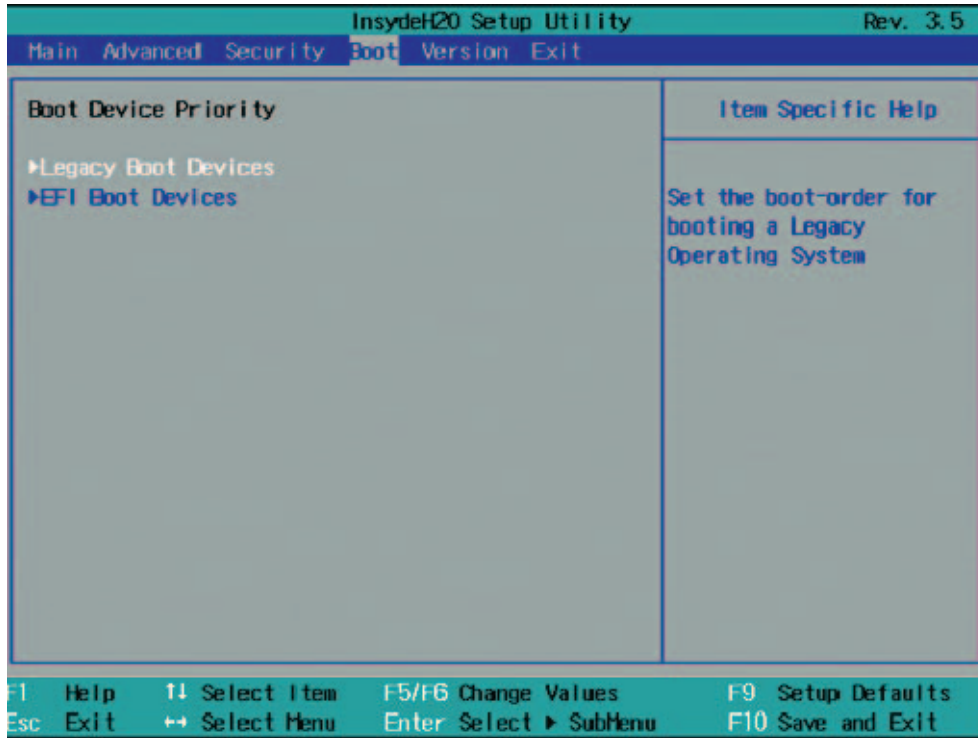 InsydeH20 Setup Utility Rev. 3.5
Main Advanced Security Boot Version Exit
Boot Device Priority
▶Legacy Boot Devices
▶EFI Boot Devices
Item Specific Help
Set the boot-order for
booting a Legacy
Operating System
F1 Help ↑↓ Select Item F5/F6 Change Values F9 Setup Defaults
Esc Exit ↔ Select Menu Enter Select ▶ SubMenu F10 Save and Exit